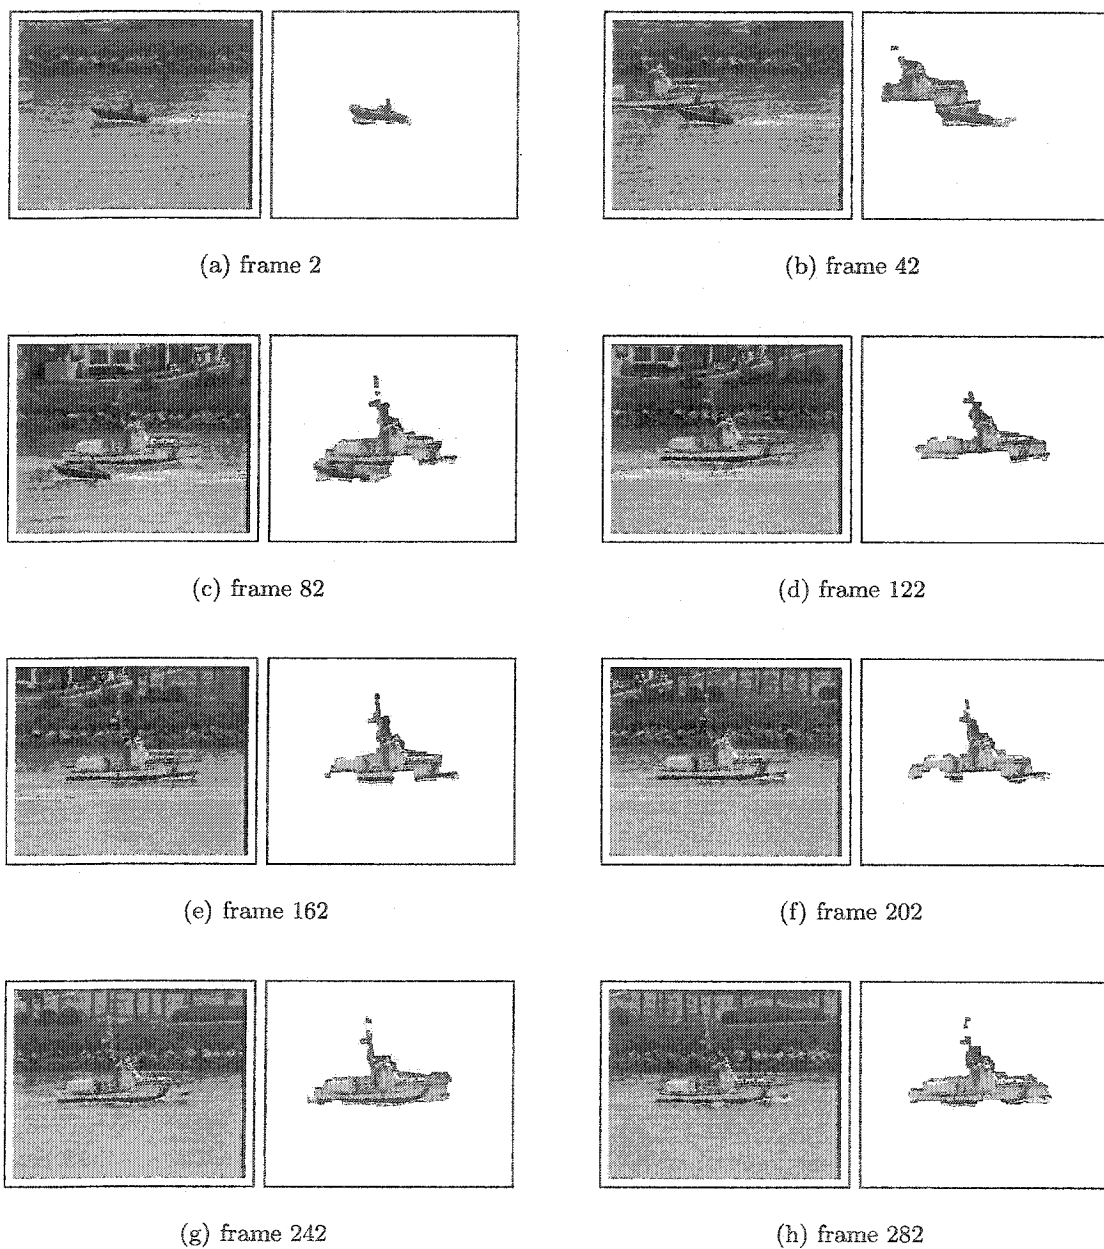 (a) frame 2
(b) frame 42
(c) frame 82
(d) frame 122
(e) frame 162
(f) frame 202
(g) frame 242
(h) frame 282